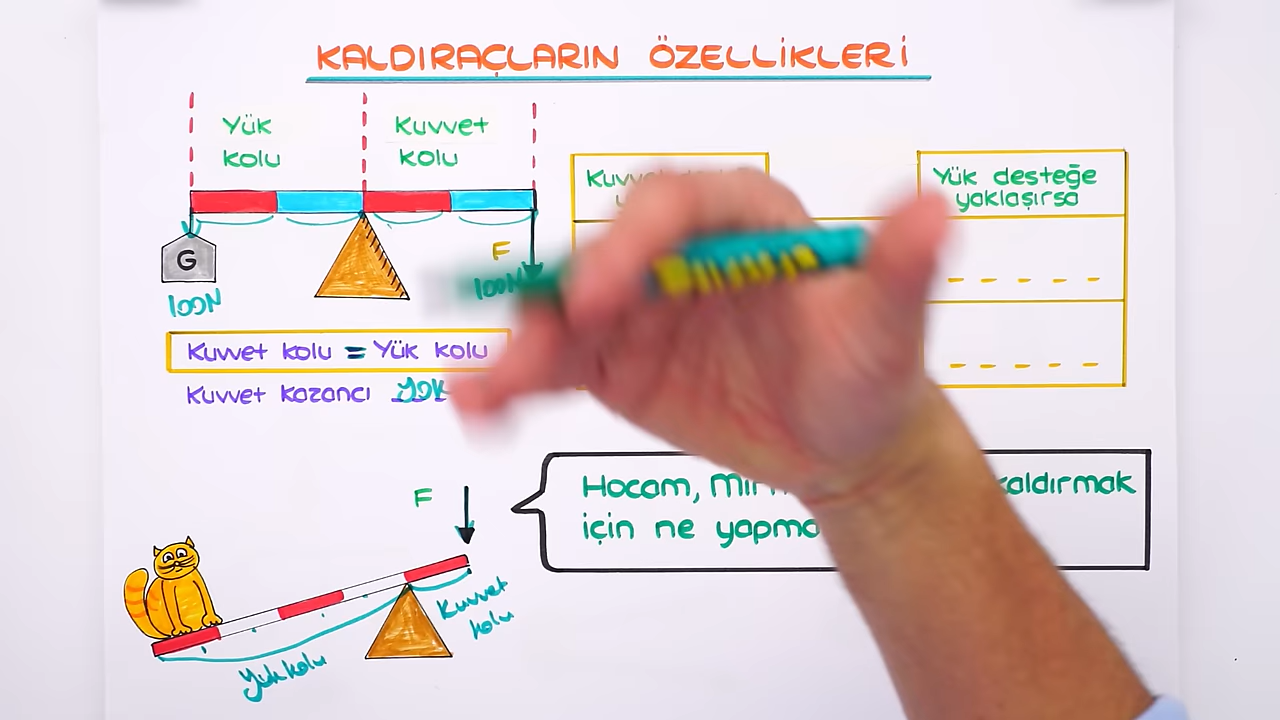 KALDIRAÇLARIN ÖZELLİKLERİ
Yük
kolu
Kuvvet
kolu
G
100N
F
100N
Kuvvet kolu = Yük kolu
Kuvvet kazancı yok
Yük desteğe
yaklaşırsa
Hocam, kaldırmak
için ne
F
Kuvvet
kolu
Yük kolu